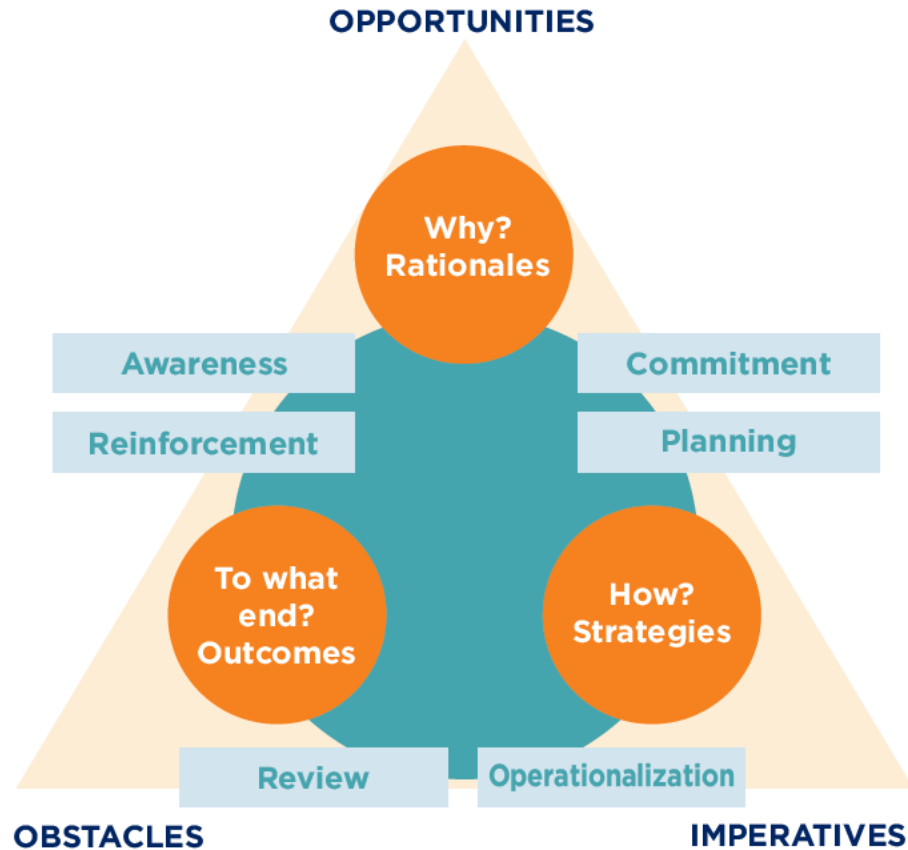 OPPORTUNITIES
Why?
Rationales
Awareness
Commitment
Reinforcement
Planning
To what
end?
Outcomes
How?
Strategies
Review
Operationalization
OBSTACLES
IMPERATIVES